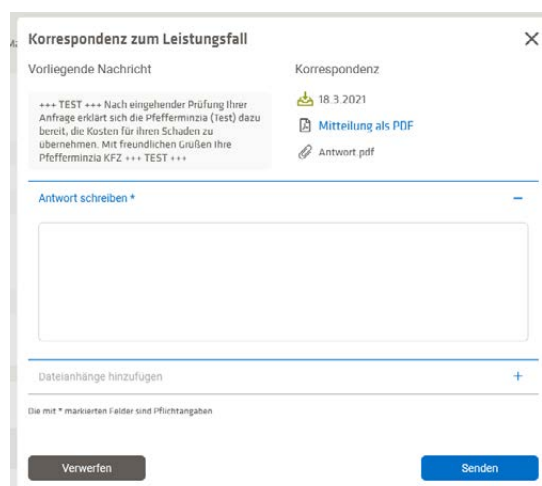 Korrespondenz zum Leistungsfall
Vorliegende Nachricht
+++ TEST +++ Nach eingehender Prüfung Ihrer
Anfrage erklärt sich die Pfefferminzia (Test) dazu
bereit, die Kosten für ihren Schaden zu
übernehmen. Mit freundlichen Grüßen Ihre
Pfefferminzia KFZ +++ TEST +++
Korrespondenz
18.3.2021
Mitteilung als PDF
Antwort pdf
Antwort schreiben *
Dateianhänge hinzufügen
Die mit * markierten Felder sind Pflichtangaben
Verwerfen
Senden